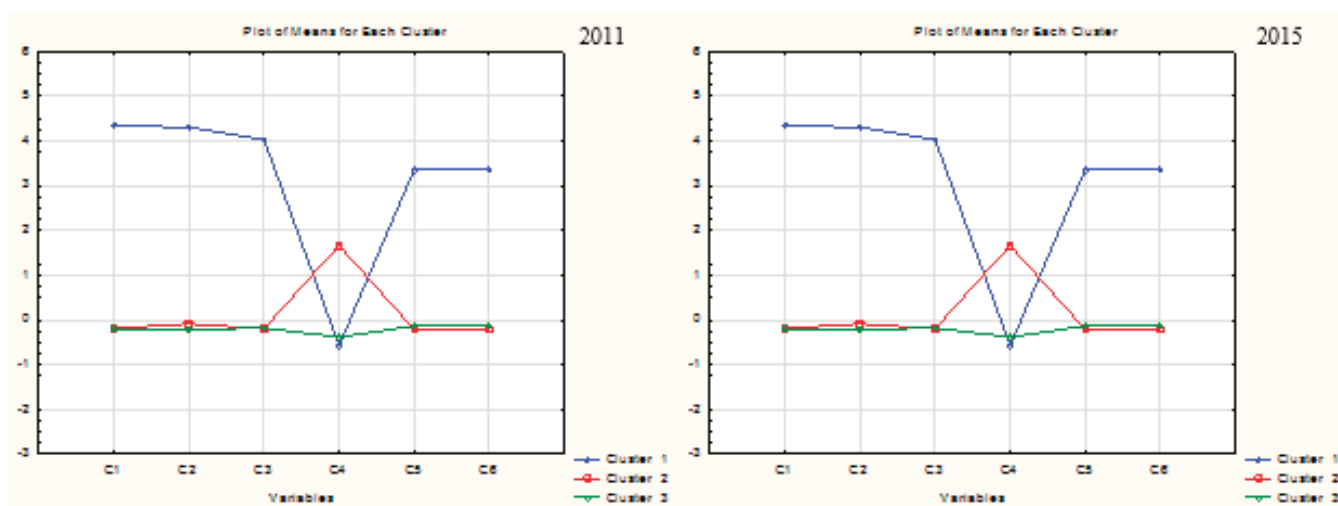 Plot of Means for Each Cluster
2011
6
5
4
3
2
1
0
-1
-2
-3
C1 C2 C3 C4 C5 C6
Variables
Cluster 1
Cluster 2
Cluster 3
Plot of Means for Each Cluster
2015
6
5
4
3
2
1
0
-1
-2
-3
C1 C2 C3 C4 C5 C6
Variables
Cluster 1
Cluster 2
Cluster 3